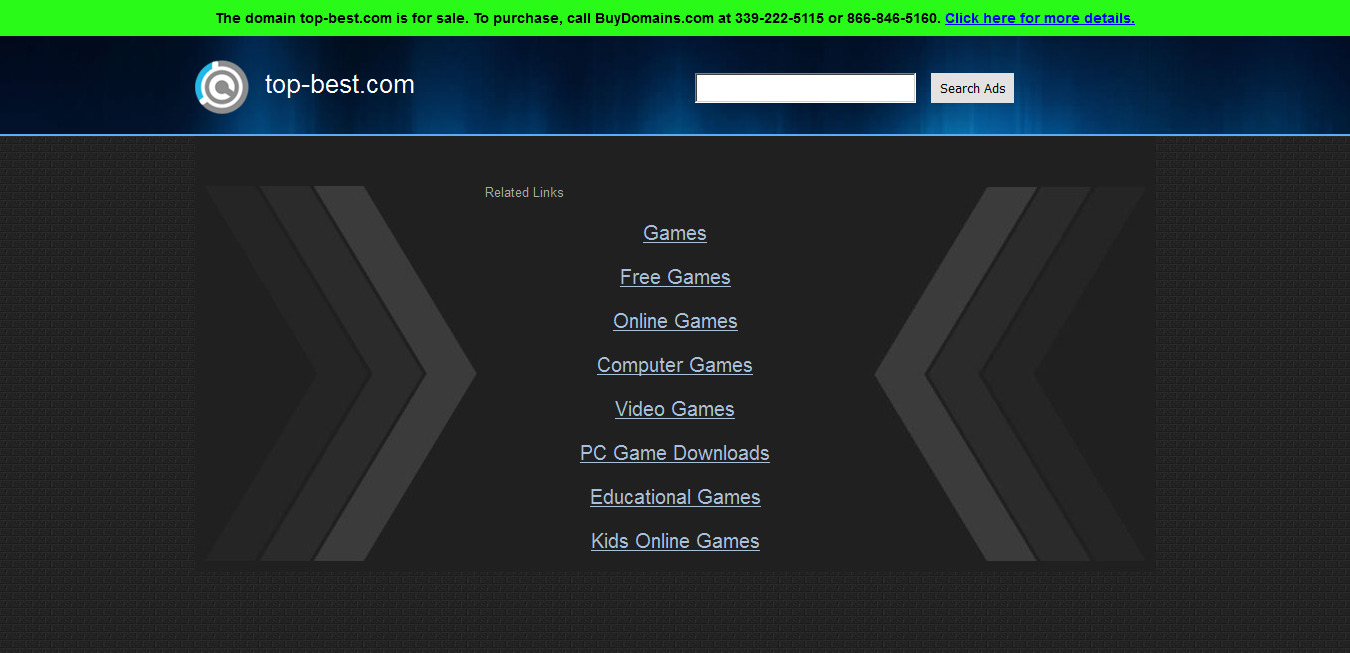 The domain top-best.com is for sale. To purchase, call BuyDomains.com at 339-222-5115 or 866-846-5160. Click here for more details.
top-best.com
Search Ads
Related Links
Games
Free Games
Online Games
Computer Games
Video Games
PC Game Downloads
Educational Games
Kids Online Games